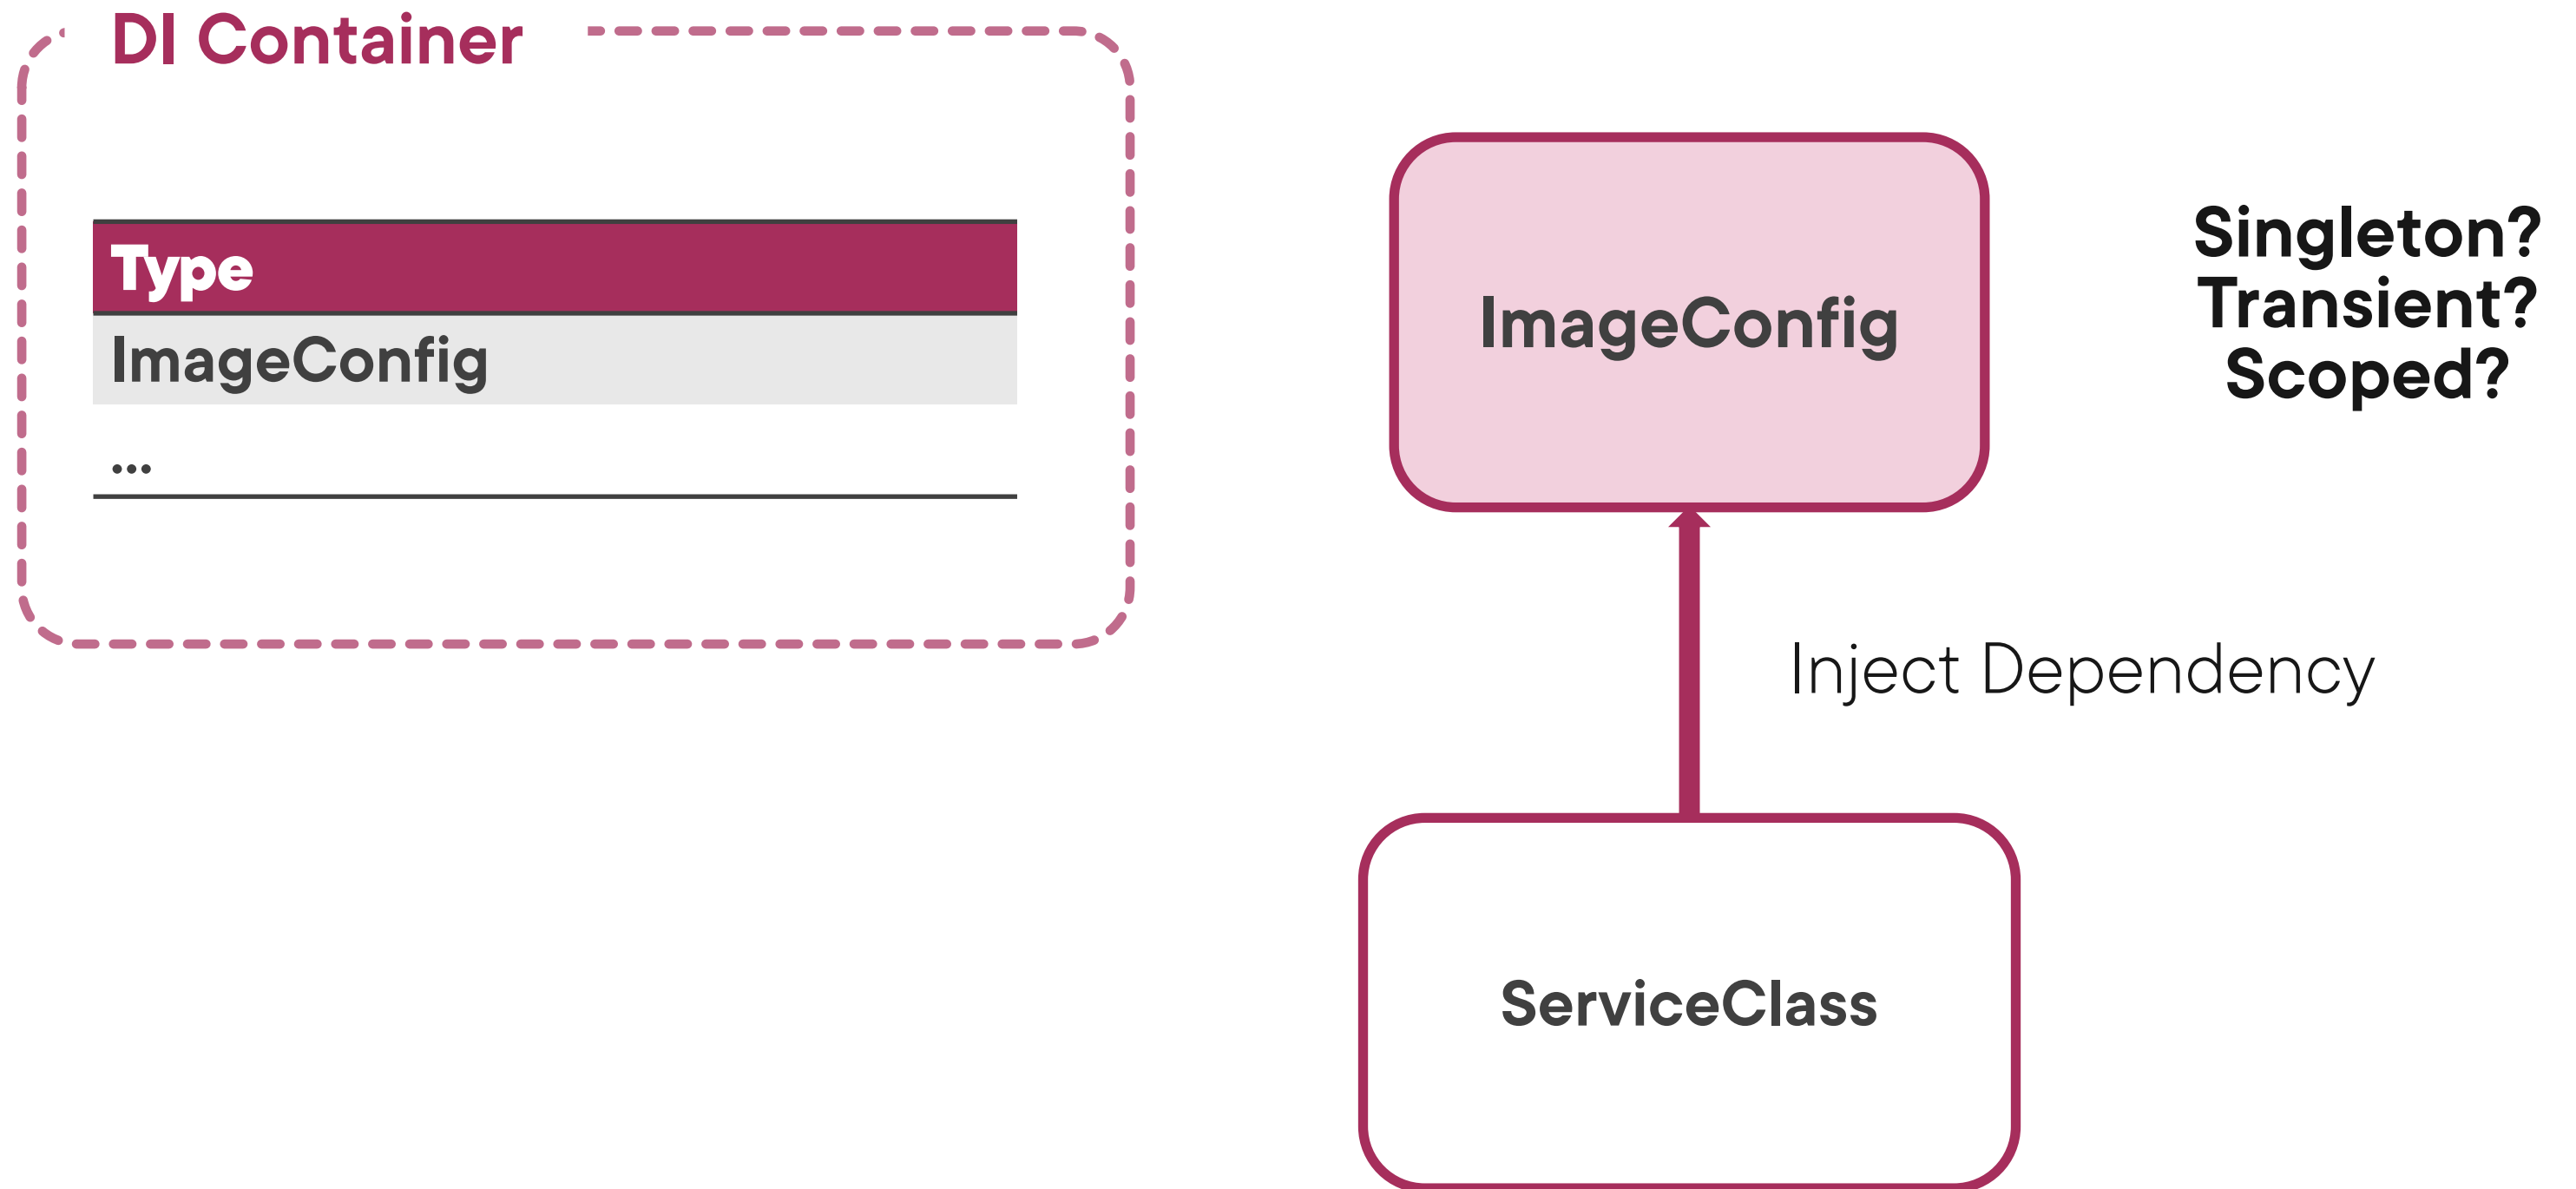 DI Container
Type
ImageConfig
...
ImageConfig
Singleton?
Transient?
Scoped?
Inject Dependency
ServiceClass